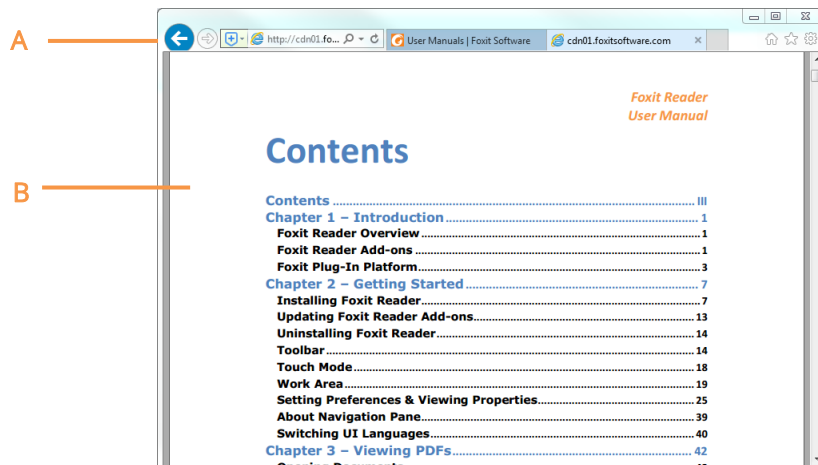 A
http://cdn01.fo...
User Manuals | Foxit Software
cdn01.foxitsoftware.com
Foxit Reader
User Manual
Contents
B
Contents ... III
Chapter 1 – Introduction ... 1
Foxit Reader Overview ... 1
Foxit Reader Add-ons ... 1
Foxit Plug-In Platform ... 3
Chapter 2 – Getting Started ... 7
Installing Foxit Reader ... 7
Updating Foxit Reader Add-ons ... 13
Uninstalling Foxit Reader ... 14
Toolbar ... 14
Touch Mode ... 18
Work Area ... 19
Setting Preferences & Viewing Properties ... 25
About Navigation Pane ... 39
Switching UI Languages ... 40
Chapter 3 – Viewing PDFs ... 42